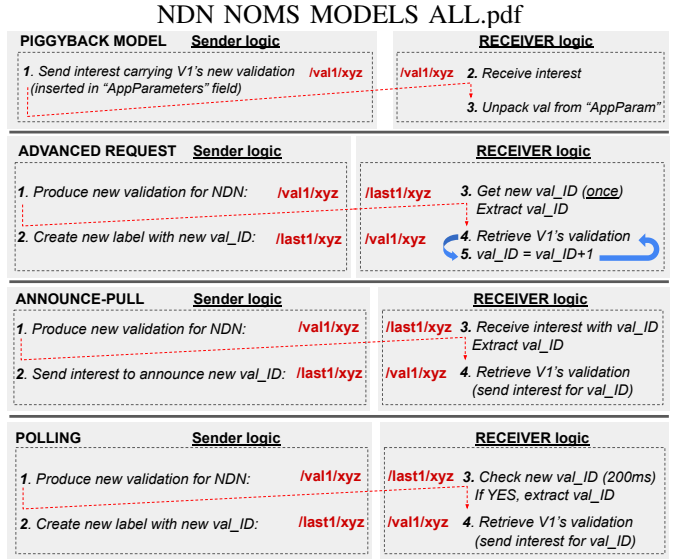 NDN NOMS MODELS ALL.pdf
PIGGYBACK MODEL Sender logic RECEIVER logic
1. Send interest carrying V1's new validation /val1/xyz /val1/xyz 2. Receive interest
(inserted in "AppParameters" field)
3. Unpack val from "AppParam"
ADVANCED REQUEST Sender logic RECEIVER logic
1. Produce new validation for NDN: /val1/xyz /last1/xyz 3. Get new val_ID (once)
Extract val_ID
2. Create new label with new val_ID: /last1/xyz /val1/xyz 4. Retrieve V1's validation
5. val_ID = val_ID+1
ANNOUNCE-PULL Sender logic RECEIVER logic
1. Produce new validation for NDN: /val1/xyz /last1/xyz 3. Receive interest with val_ID
Extract val_ID
2. Send interest to announce new val_ID: /last1/xyz /val1/xyz 4. Retrieve V1's validation
(send interest for val_ID)
POLLING Sender logic RECEIVER logic
1. Produce new validation for NDN: /val1/xyz /last1/xyz 3. Check new val_ID (200ms)
If YES, extract val_ID
2. Create new label with new val_ID: /last1/xyz /val1/xyz 4. Retrieve V1's validation
(send interest for val_ID)